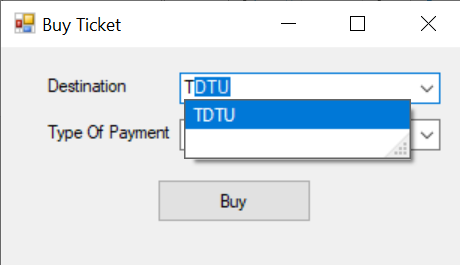 Buy Ticket
Destination TDTU
TDTU
Type Of Payment
Buy